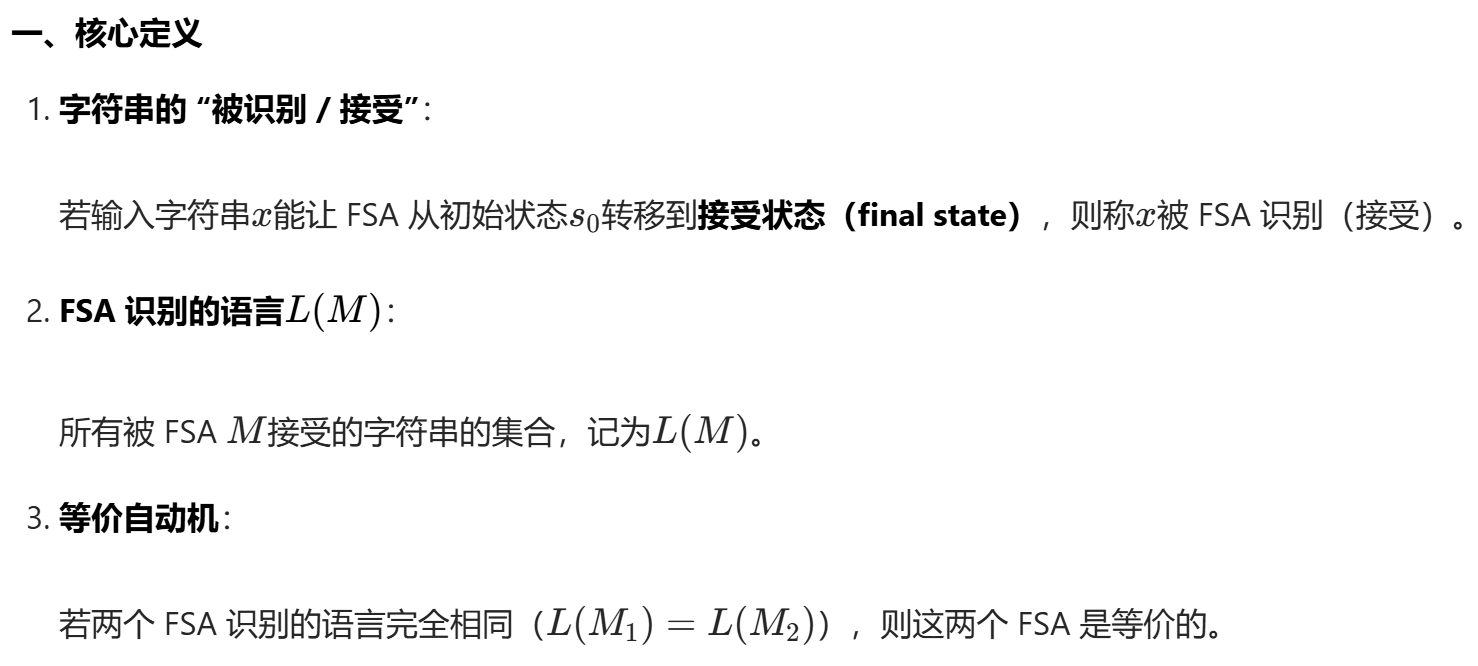 一、核心定义
1. 字符串的 “被识别 / 接受”：
若输入字符串x能让 FSA 从初始状态s₀转移到接受状态（final state），则称x被 FSA 识别（接受）。
2. FSA 识别的语言L(M)：
所有被 FSA M接受的字符串的集合，记为L(M)。
3. 等价自动机：
若两个 FSA 识别的语言完全相同（L(M₁) = L(M₂)），则这两个 FSA 是等价的。